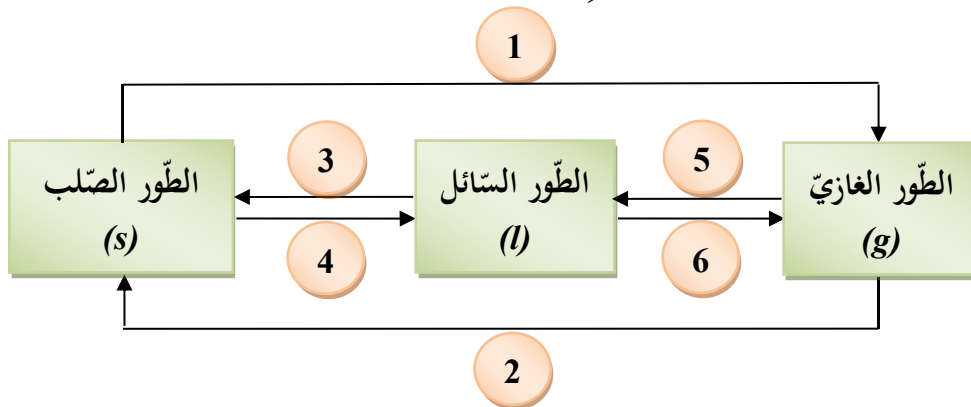 1
الطّور الصّلب
(s)
3
4
الطّور السّائل
(l)
5
6
الطّور الغازيّ
(g)
2